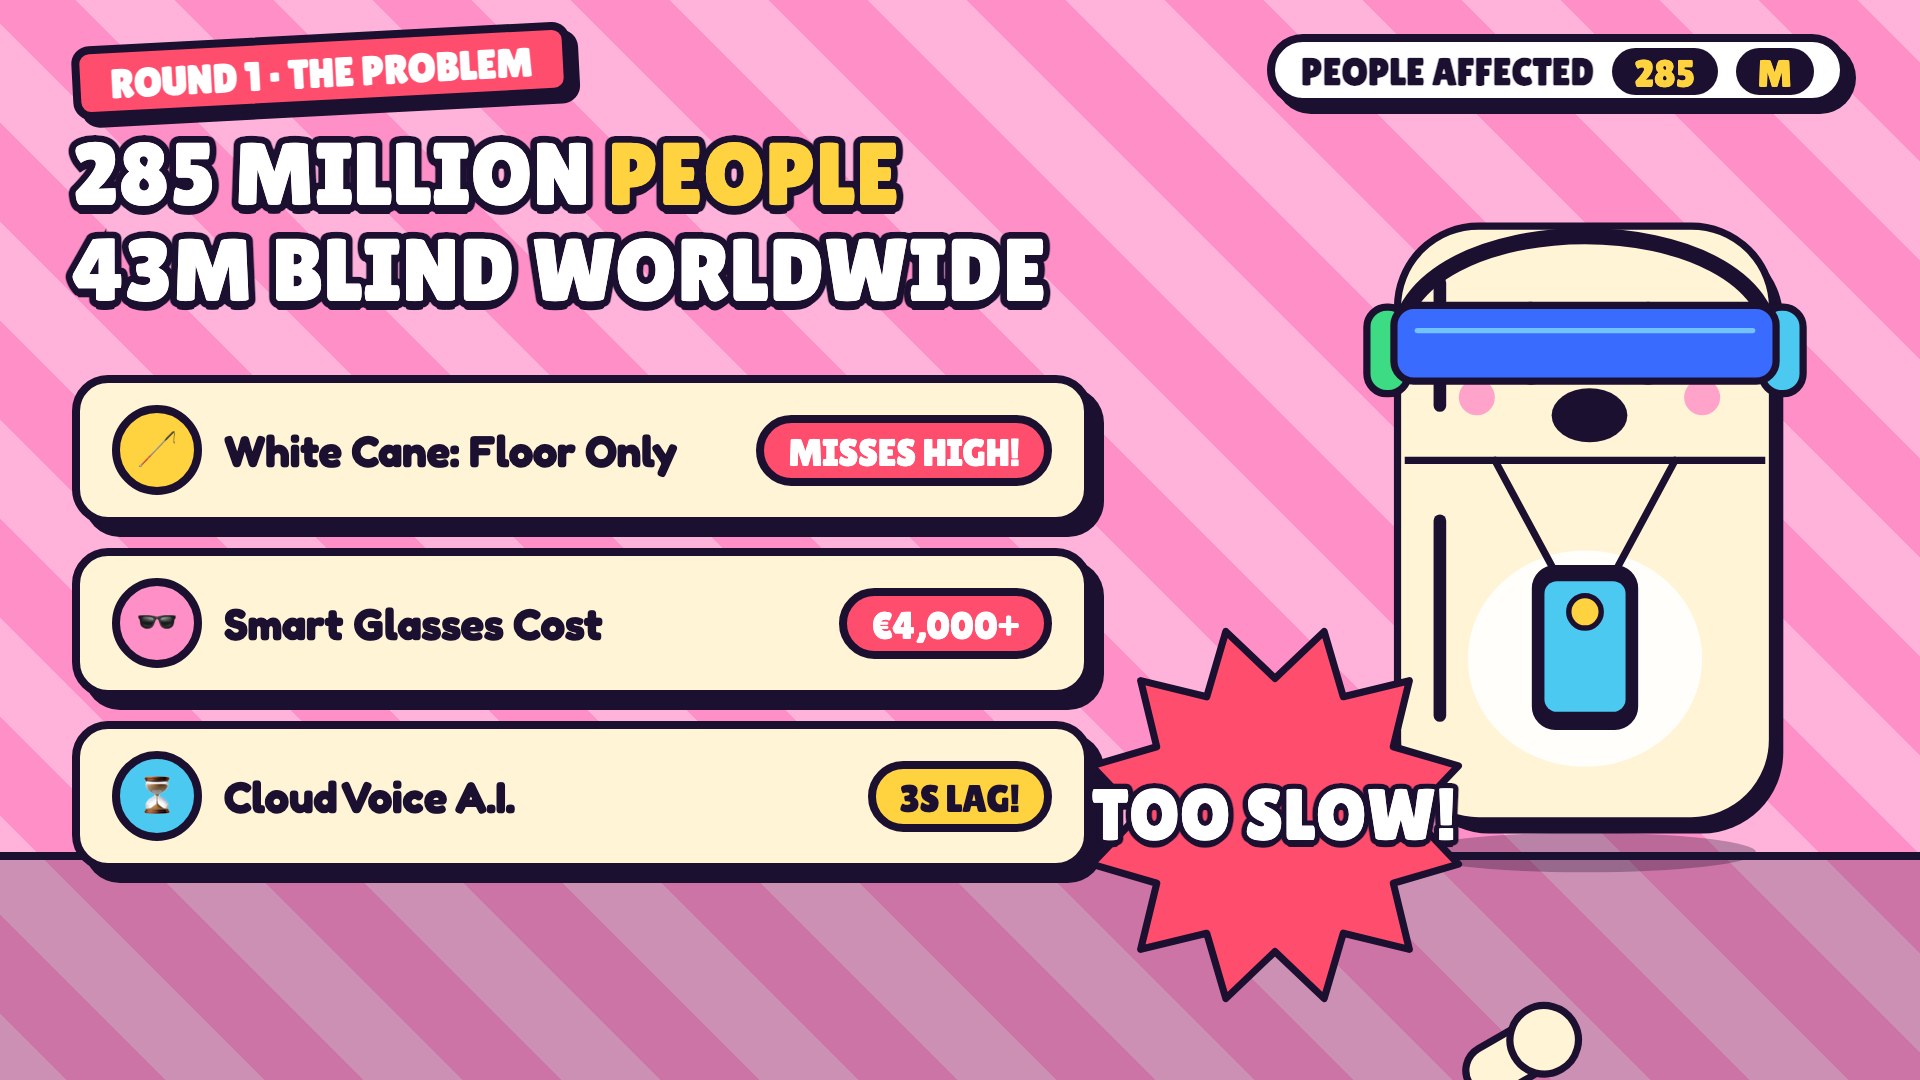 ROUND 1 · THE PROBLEM
PEOPLE AFFECTED 285 M
285 MILLION PEOPLE
43M BLIND WORLDWIDE
White Cane: Floor Only MISSES HIGH!
Smart Glasses Cost €4,000+
Cloud Voice A.I. 3S LAG!
TOO SLOW!